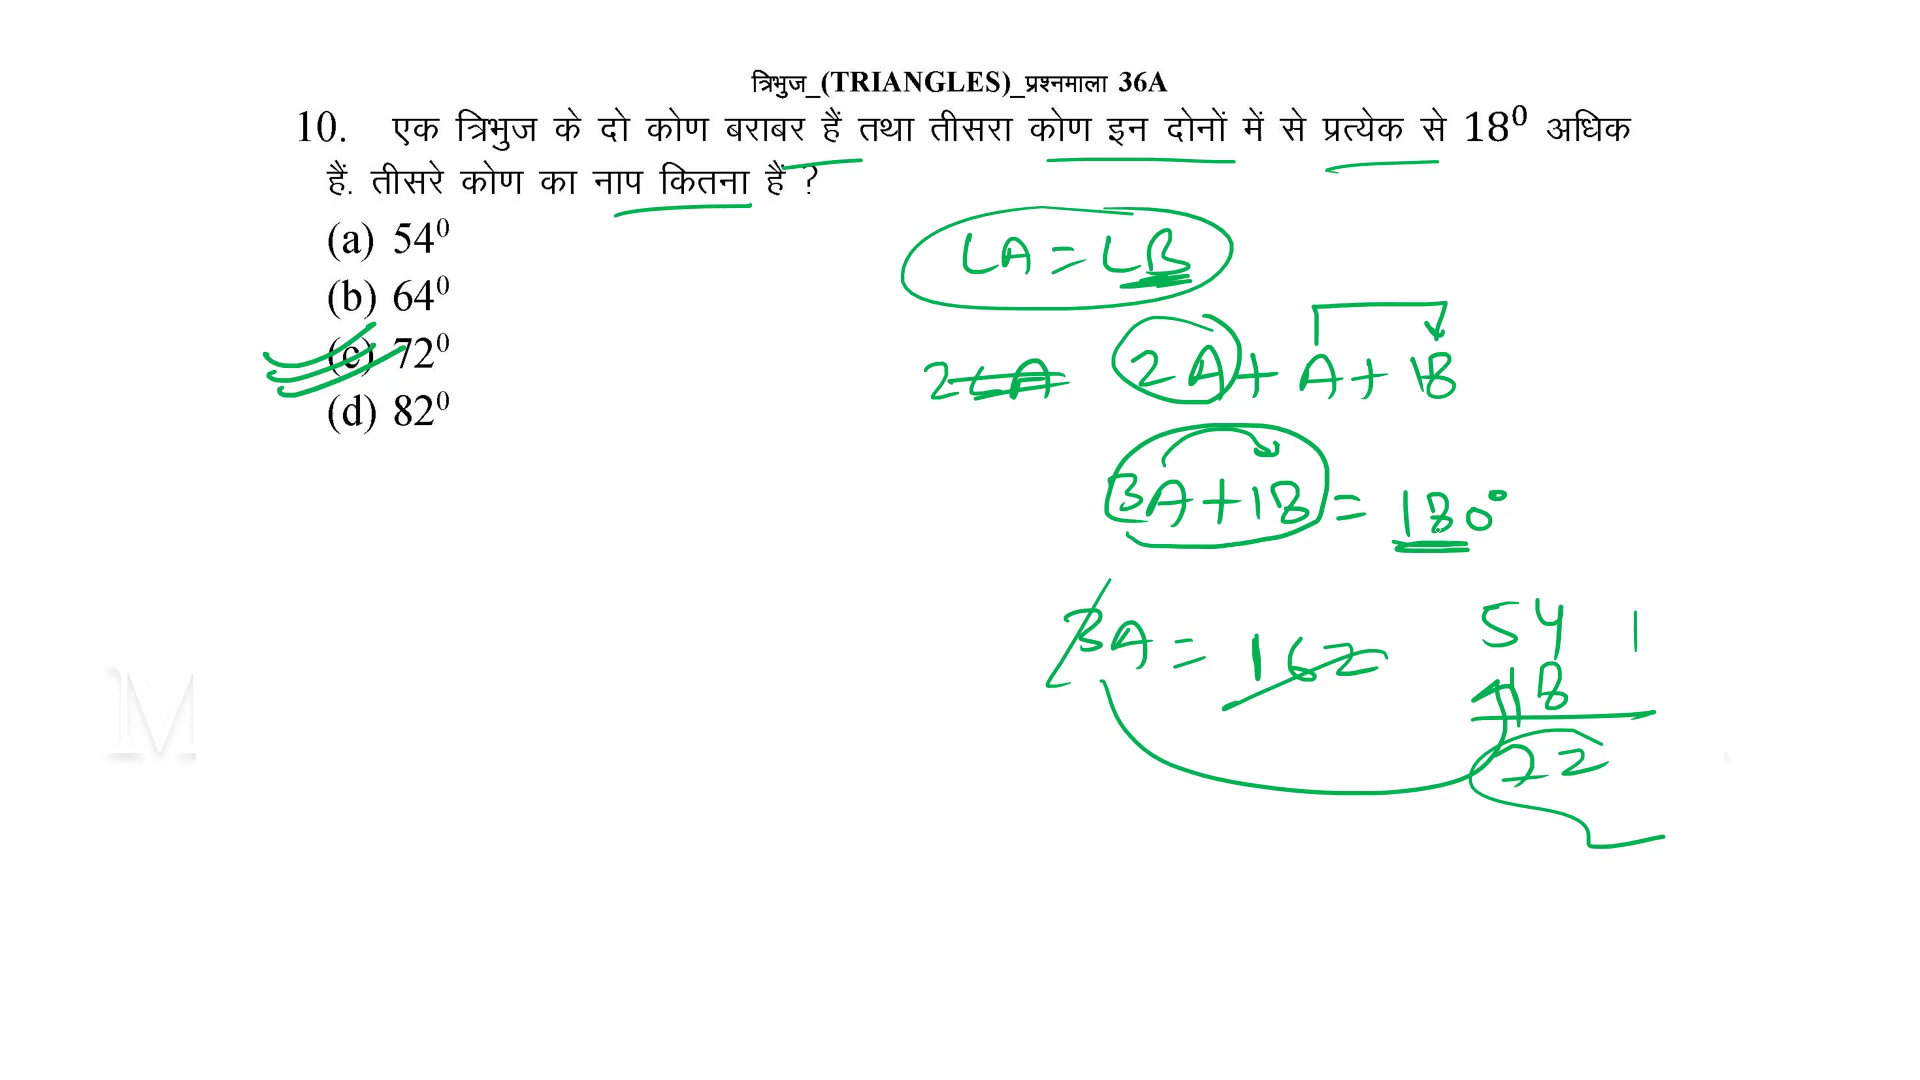 त्रिभुज_(TRIANGLES)_प्रश्नमाला 36A
10. एक त्रिभुज के दो कोण बराबर हैं तथा तीसरा कोण इन दोनों में से प्रत्येक से 18⁰ अधिक
हैं. तीसरे कोण का नाप कितना हैं ?
(a) 54⁰
(b) 64⁰
(c) 72⁰
(d) 82⁰
∠A = ∠B
2∠A 2A + A + 18
3A + 18 = 180°
3A = 162
54
18
72
M